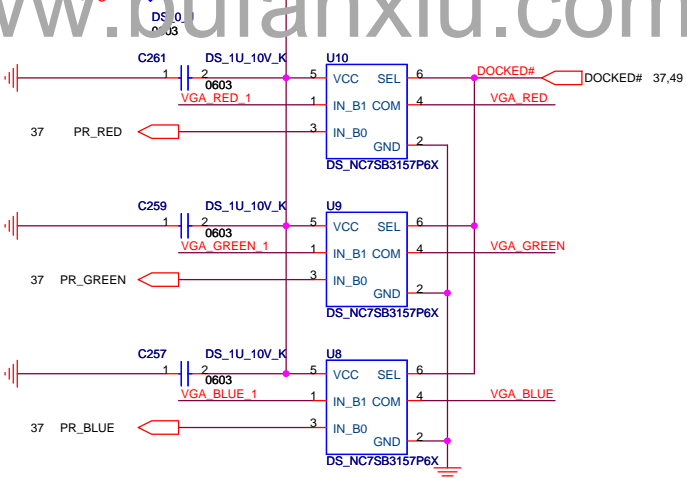 www.bufanxiu.com
0603
C261 DS_1U_10V_K U10
1 2 5 VCC SEL 6 DOCKED# DOCKED# 37,49
0603
VGA_RED_1 1 IN_B1 COM 4 VGA_RED
37 PR_RED 3 IN_B0
GND 2
DS_NC7SB3157P6X
C259 DS_1U_10V_K U9
1 2 5 VCC SEL 6
0603
VGA_GREEN_1 1 IN_B1 COM 4 VGA_GREEN
37 PR_GREEN 3 IN_B0
GND 2
DS_NC7SB3157P6X
C257 DS_1U_10V_K U8
1 2 5 VCC SEL 6
0603
VGA_BLUE_1 1 IN_B1 COM 4 VGA_BLUE
37 PR_BLUE 3 IN_B0
GND 2
DS_NC7SB3157P6X